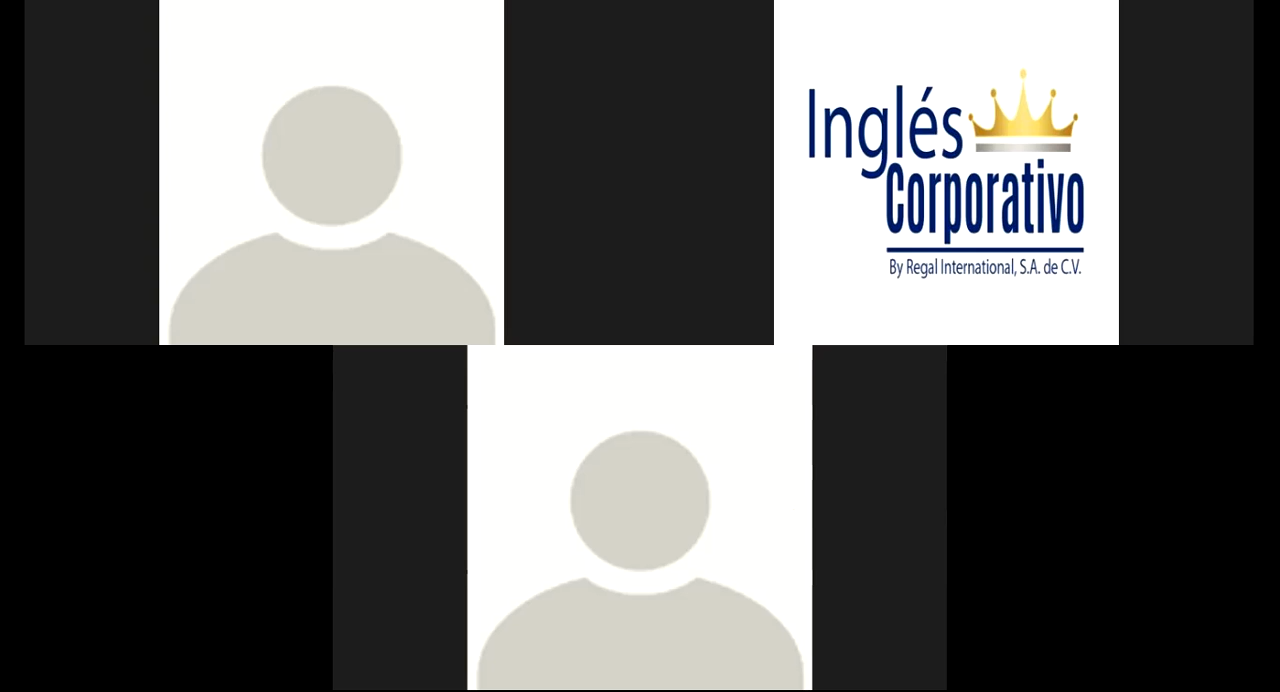 Inglés
Corporativo
By Regal International, S.A. de C.V.